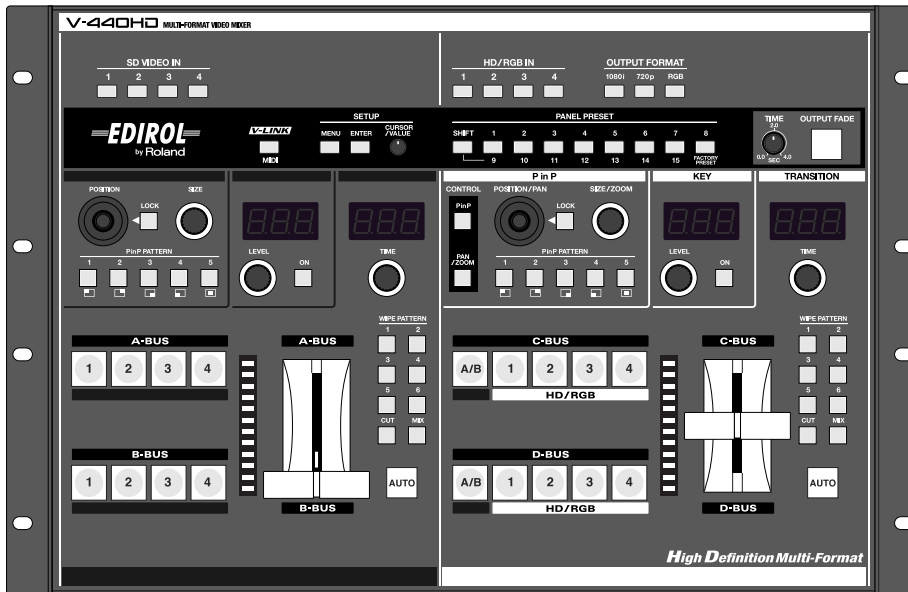 V-440HD MULTI-FORMAT VIDEO MIXER
SD VIDEO IN
1 2 3 4
HD/RGB IN
1 2 3 4
OUTPUT FORMAT
1080i 720p RGB
EDIROL
by Roland
V-LINK
MIDI
SETUP
MENU ENTER CURSOR
/VALUE
PANEL PRESET
SHIFT 1 2 3 4 5 6 7 8
9 10 11 12 13 14 15 FACTORY
PRESET
TIME
2.0
0.0 SEC 4.0
OUTPUT FADE
POSITION
LOCK
SIZE
PinP PATTERN
1 2 3 4 5
LEVEL
ON
TIME
P in P
CONTROL
PinP
PAN
/ZOOM
POSITION/PAN
LOCK
SIZE/ZOOM
PinP PATTERN
1 2 3 4 5
KEY
LEVEL
ON
TRANSITION
TIME
A-BUS
1 2 3 4
B-BUS
1 2 3 4
A-BUS
B-BUS
WIPE PATTERN
1 2
3 4
5 6
CUT MIX
AUTO
C-BUS
A/B 1 2 3 4
HD/RGB
D-BUS
A/B 1 2 3 4
HD/RGB
C-BUS
D-BUS
WIPE PATTERN
1 2
3 4
5 6
CUT MIX
AUTO
High Definition Multi-Format